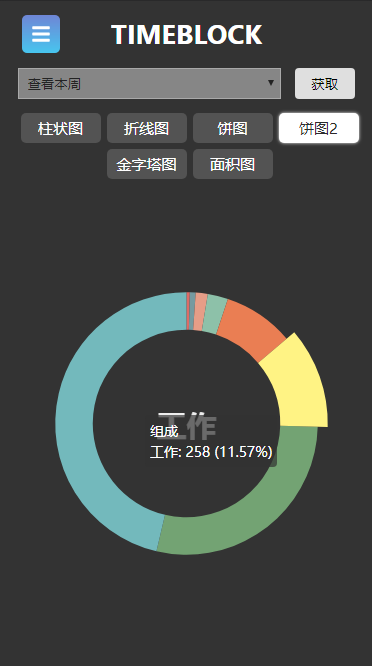 TIMEBLOCK
查看本周
获取
柱状图 折线图 饼图 饼图2
金字塔图 面积图
工作
组成
工作: 258 (11.57%)